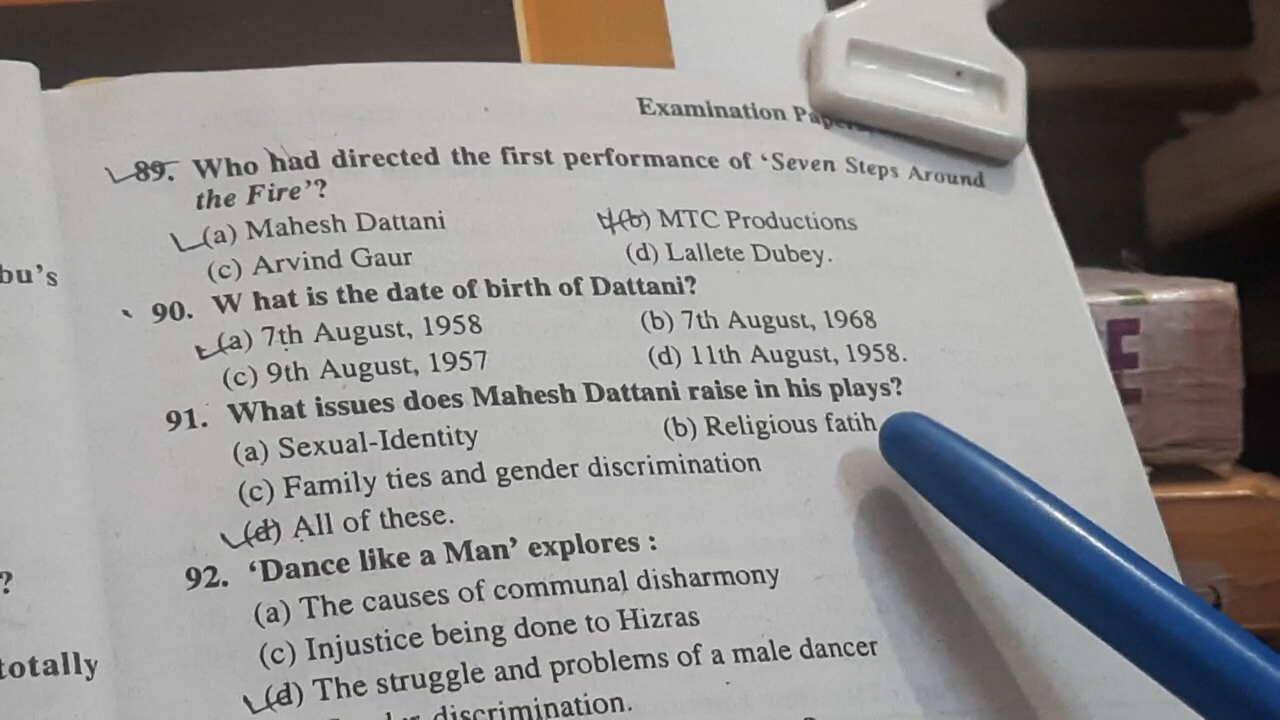 Examination Paper
89. Who had directed the first performance of 'Seven Steps Around
the Fire'?
(a) Mahesh Dattani (b) MTC Productions
(c) Arvind Gaur (d) Lallete Dubey.
90. W hat is the date of birth of Dattani?
(a) 7th August, 1958 (b) 7th August, 1968
(c) 9th August, 1957 (d) 11th August, 1958.
91. What issues does Mahesh Dattani raise in his plays?
(a) Sexual-Identity (b) Religious fatih
(c) Family ties and gender discrimination
(d) All of these.
92. 'Dance like a Man' explores :
(a) The causes of communal disharmony
(c) Injustice being done to Hizras
(d) The struggle and problems of a male dancer
discrimination.
bu's
?
totally
E